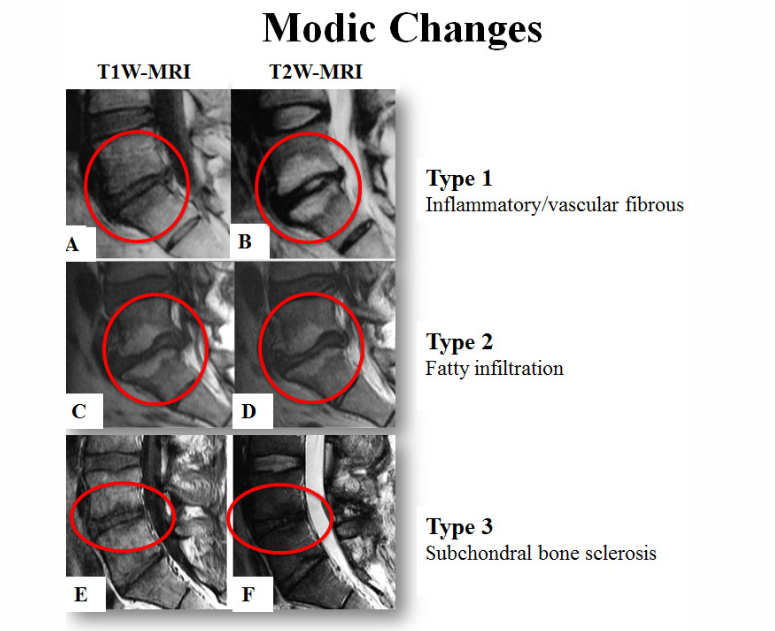 Modic Changes
T1W-MRI
T2W-MRI
Type 1
Inflammatory/vascular fibrous
A
B
Type 2
Fatty infiltration
C
D
Type 3
Subchondral bone sclerosis
E
F